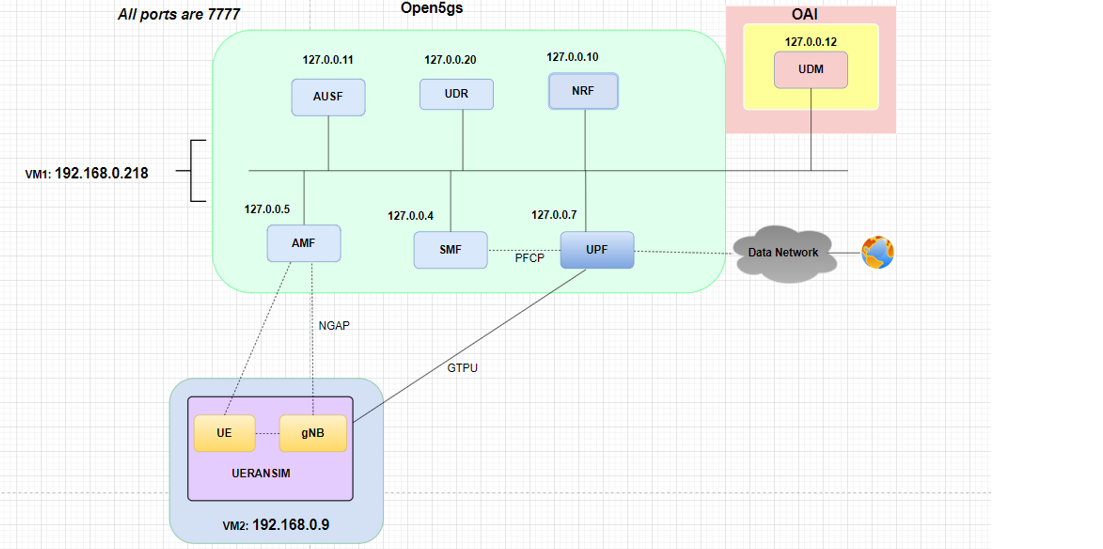 Open5gs
All ports are 7777
OAI
127.0.0.12
UDM
127.0.0.11
127.0.0.20
127.0.0.10
AUSF
UDR
NRF
VM1: 192.168.0.218
127.0.0.5
127.0.0.4
127.0.0.7
AMF
SMF
PFCP
UPF
Data Network
NGAP
GTPU
UE
gNB
UERANSIM
VM2: 192.168.0.9